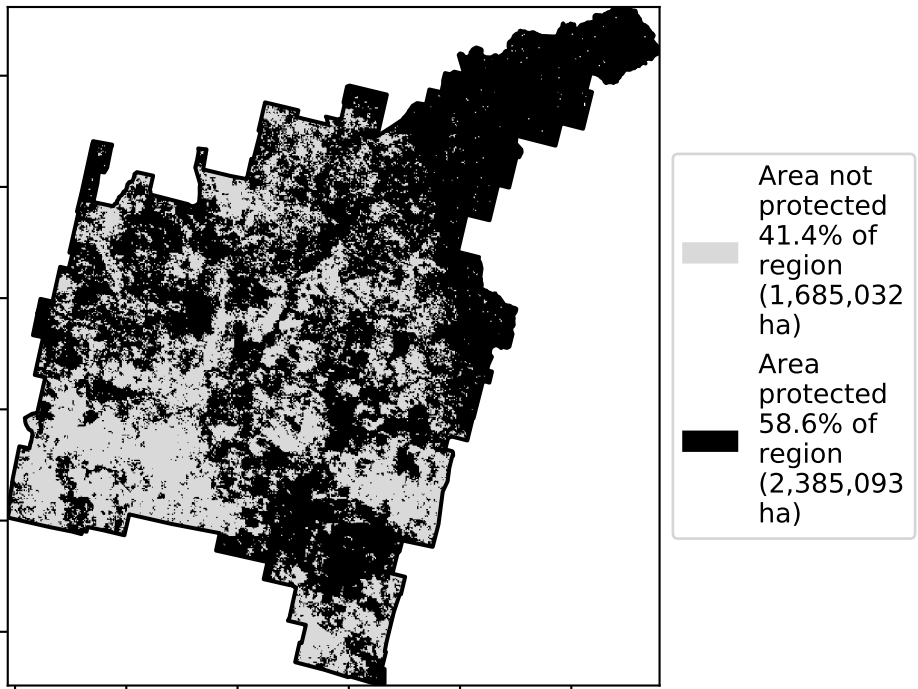 Area not
protected
41.4% of
region
(1,685,032
ha)
Area
protected
58.6% of
region
(2,385,093
ha)